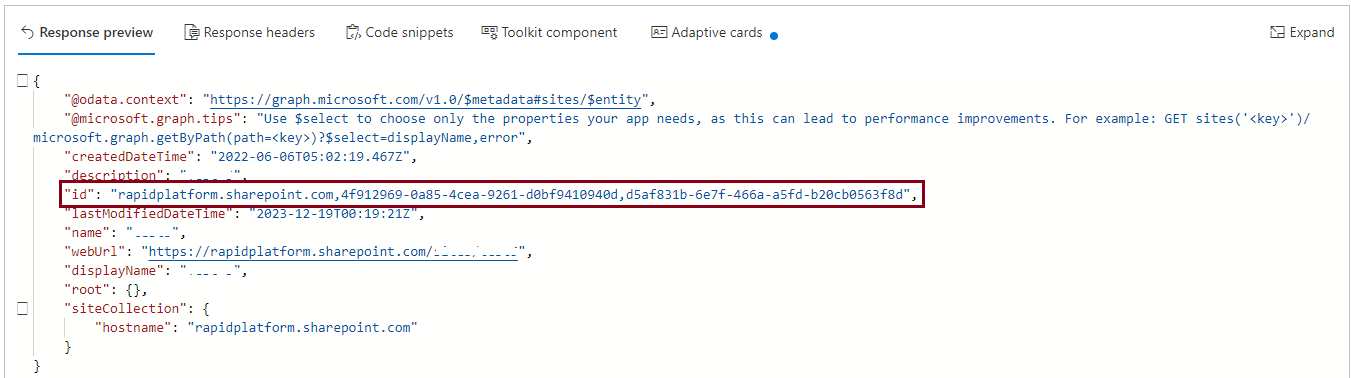 Response preview Response headers Code snippets Toolkit component Adaptive cards Expand
{
"@odata.context": "https://graph.microsoft.com/v1.0/$metadata#sites/$entity",
"@microsoft.graph.tips": "Use $select to choose only the properties your app needs, as this can lead to performance improvements. For example: GET sites('<key>')/
microsoft.graph.getByPath(path=<key>)?$select=displayName,error",
"createdDateTime": "2022-06-06T05:02:19.467Z",
"description": "",
"id": "rapidplatform.sharepoint.com,4f912969-0a85-4cea-9261-d0bf9410940d,d5af831b-6e7f-466a-a5fd-b20cb0563f8d",
"lastModifiedDateTime": "2023-12-19T00:19:21Z",
"name": "",
"webUrl": "https://rapidplatform.sharepoint.com/",
"displayName": "",
"root": {},
"siteCollection": {
"hostname": "rapidplatform.sharepoint.com"
}
}